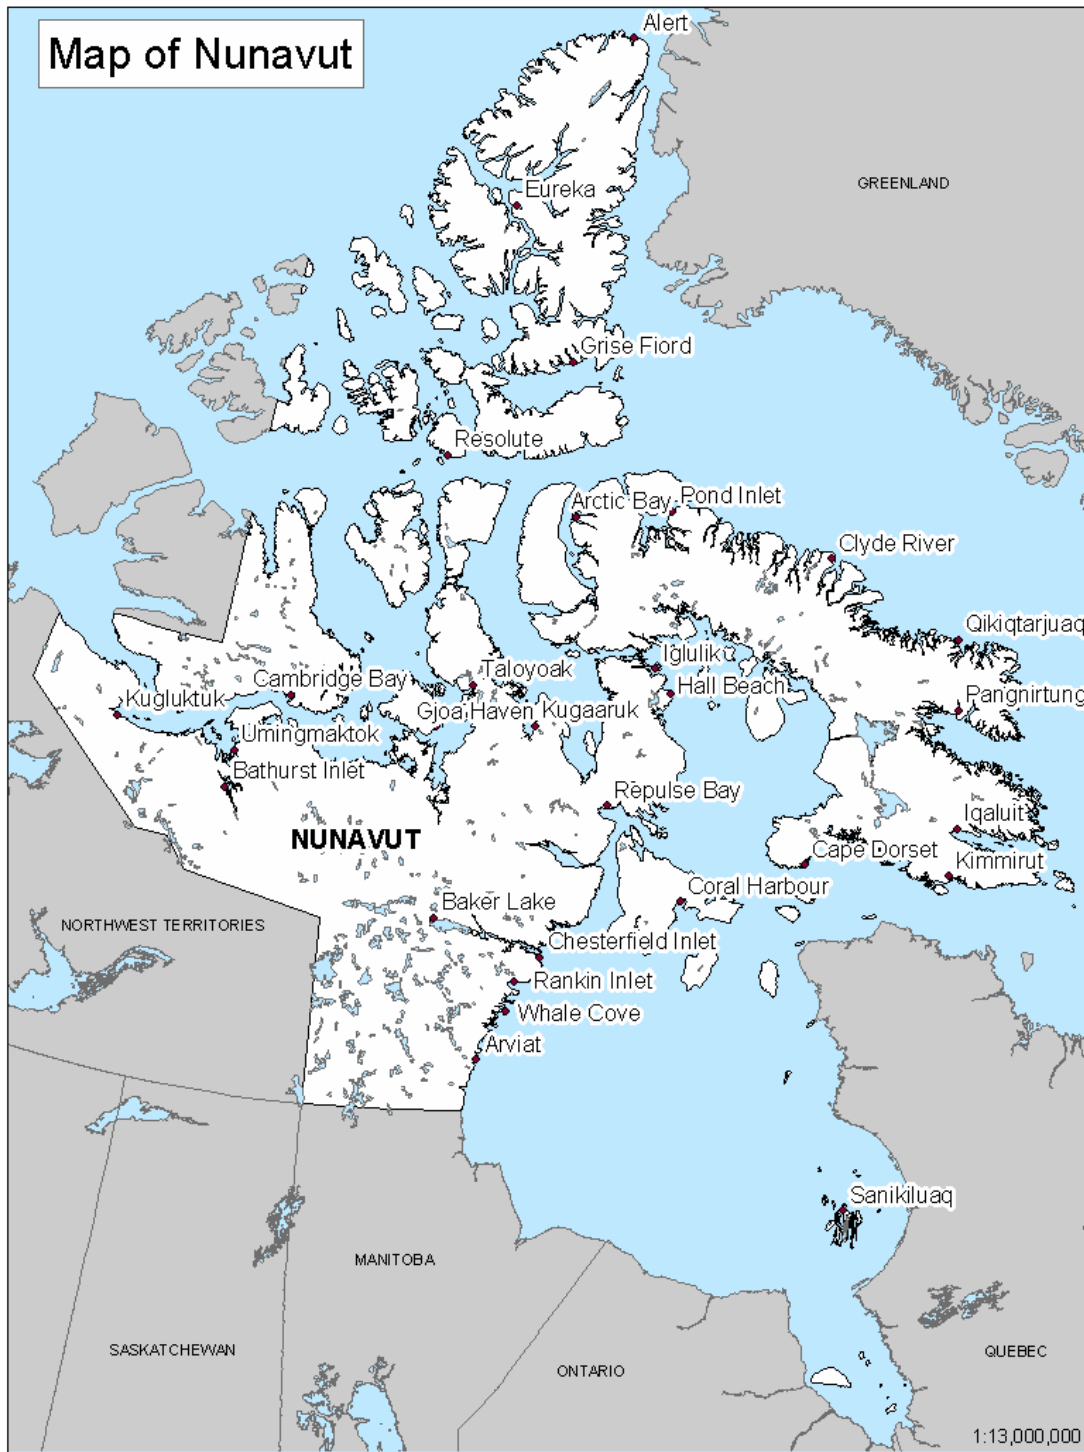 Map of Nunavut
Alert
GREENLAND
Eureka
Grise Fiord
Resolute
Arctic Bay
Pond Inlet
Clyde River
Qikiqtarjuaq
Iglulik
Taloyoak
Cambridge Bay
Hall Beach
Kugluktuk
Pangnirtung
Gjoa Haven
Kugaaruk
Umingmaktok
Bathurst Inlet
Repulse Bay
Iqaluit
NUNAVUT
Cape Dorset
Kimmirut
Coral Harbour
Baker Lake
NORTHWEST TERRITORIES
Chesterfield Inlet
Rankin Inlet
Whale Cove
Arviat
Sanikiluaq
MANITOBA
SASKATCHEWAN
QUEBEC
ONTARIO
1:13,000,000